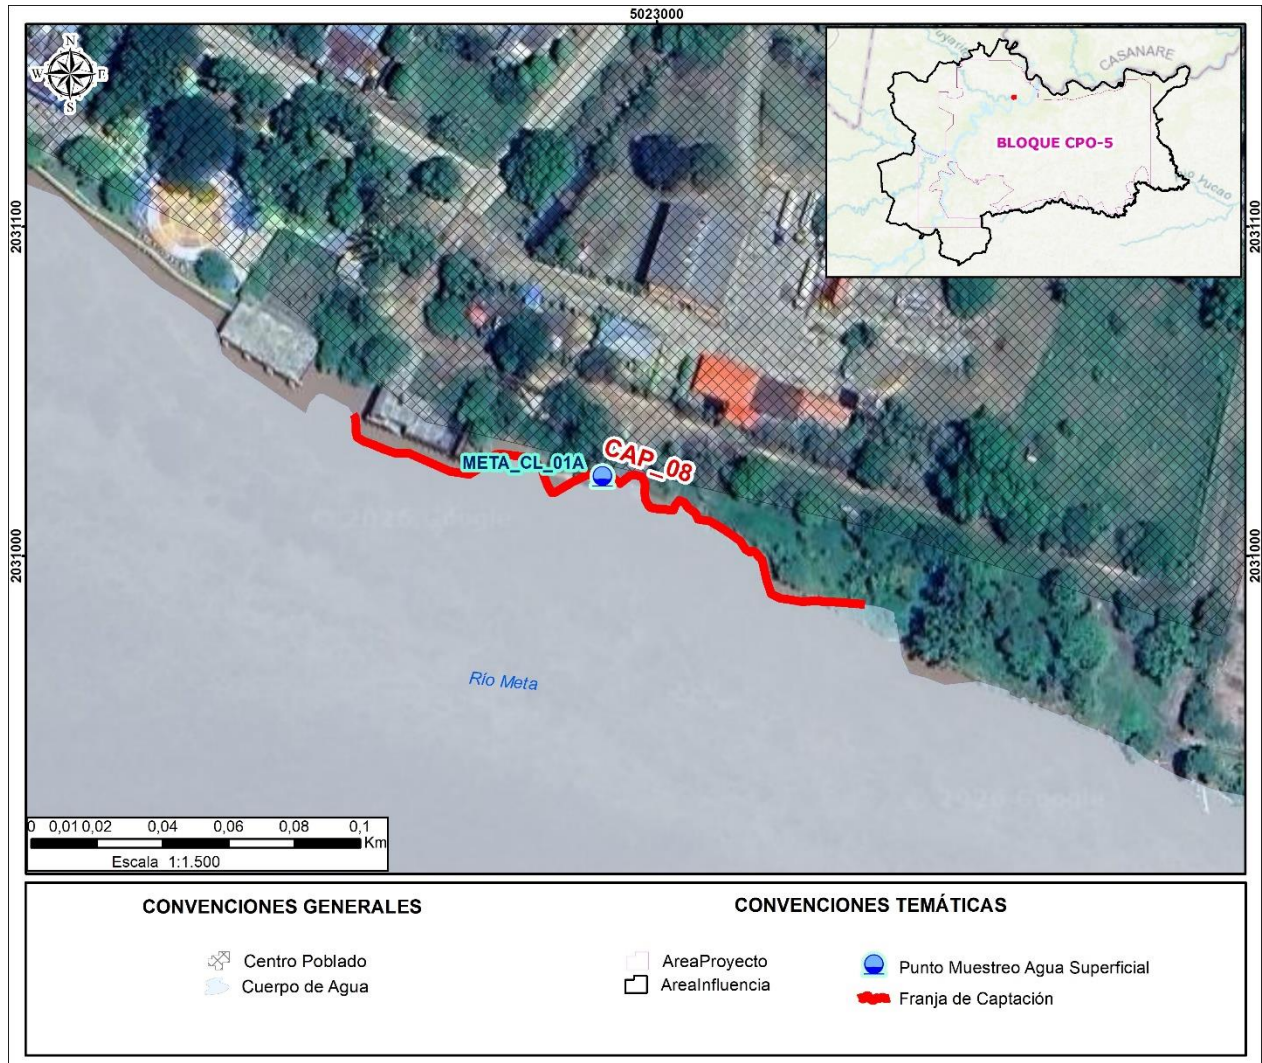 5023000
N
W E
S
CASANARE
BLOQUE CPO-5
Yucao
2031100
2031100
META_CL_01A
CAP_08
2031000
2031000
Río Meta
0 0,01 0,02 0,04 0,06 0,08 0,1
Km
Escala 1:1.500
CONVENCIONES GENERALES
Centro Poblado
Cuerpo de Agua
CONVENCIONES TEMÁTICAS
AreaProyecto
AreaInfluencia
Punto Muestreo Agua Superficial
Franja de Captación